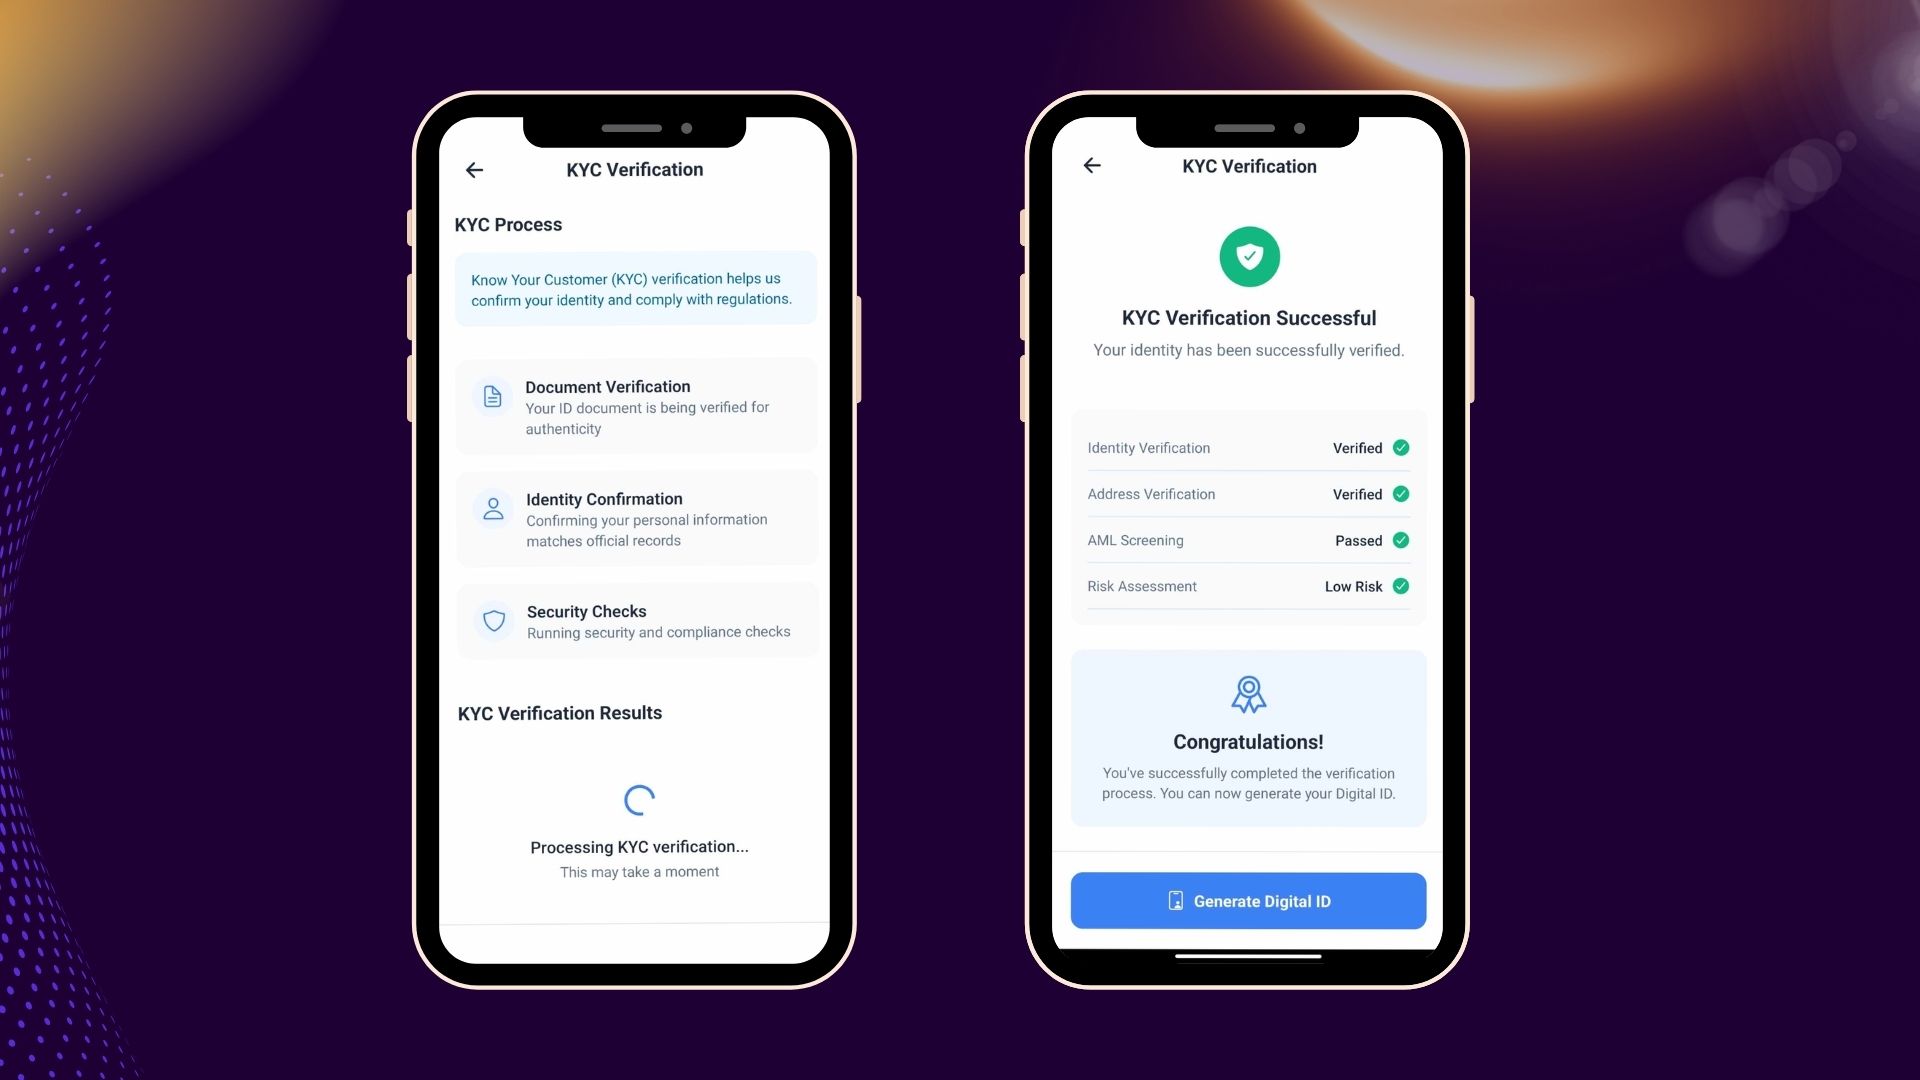 KYC Verification
KYC Process
Know Your Customer (KYC) verification helps us
confirm your identity and comply with regulations.
Document Verification
Your ID document is being verified for
authenticity
Identity Confirmation
Confirming your personal information
matches official records
Security Checks
Running security and compliance checks
KYC Verification Results
Processing KYC verification...
This may take a moment
KYC Verification
KYC Verification Successful
Your identity has been successfully verified.
Identity Verification Verified
Address Verification Verified
AML Screening Passed
Risk Assessment Low Risk
Congratulations!
You've successfully completed the verification
process. You can now generate your Digital ID.
Generate Digital ID